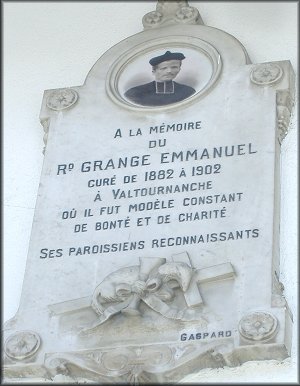 A LA MÉMOIRE
DU
RD GRANGE EMMANUEL
CURÉ DE 1882 À 1902
À VALTOURNANCHE
OÙ IL FUT MODÈLE CONSTANT
DE BONTÉ ET DE CHARITÉ
SES PAROISSIENS RECONNAISSANTS
GASPARD